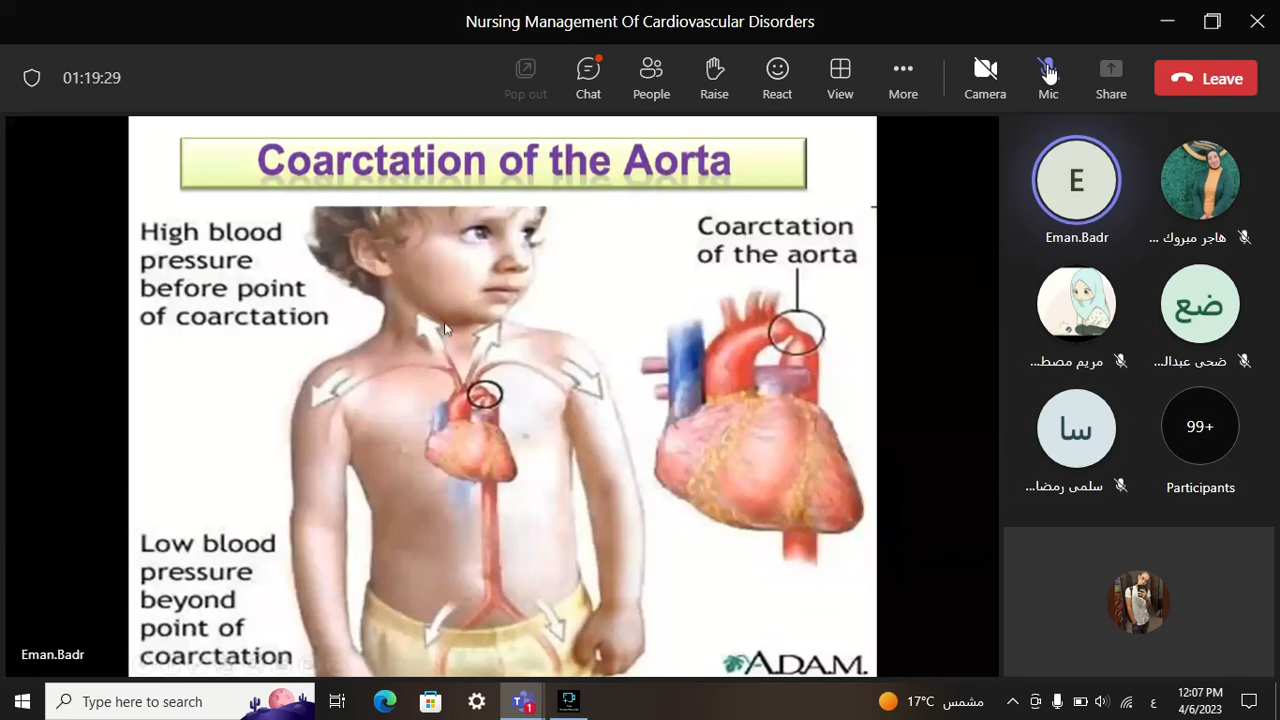 Nursing Management Of Cardiovascular Disorders
01:19:29
Pop out
Chat
People
Raise
React
View
More
Camera
Mic
Share
Leave
Coarctation of the Aorta
High blood
pressure
before point
of coarctation
Coarctation
of the aorta
Low blood
pressure
beyond
point of
coarctation
A.D.A.M.
Eman.Badr
E
Eman.Badr
هاجر مبروك ...
مريم مصط...
ضع
ضحى عبدال...
سا
سلمى رمضا...
99+
Participants
Type here to search
T
1
17°C
مشمس
ع
12:07 PM
4/6/2023